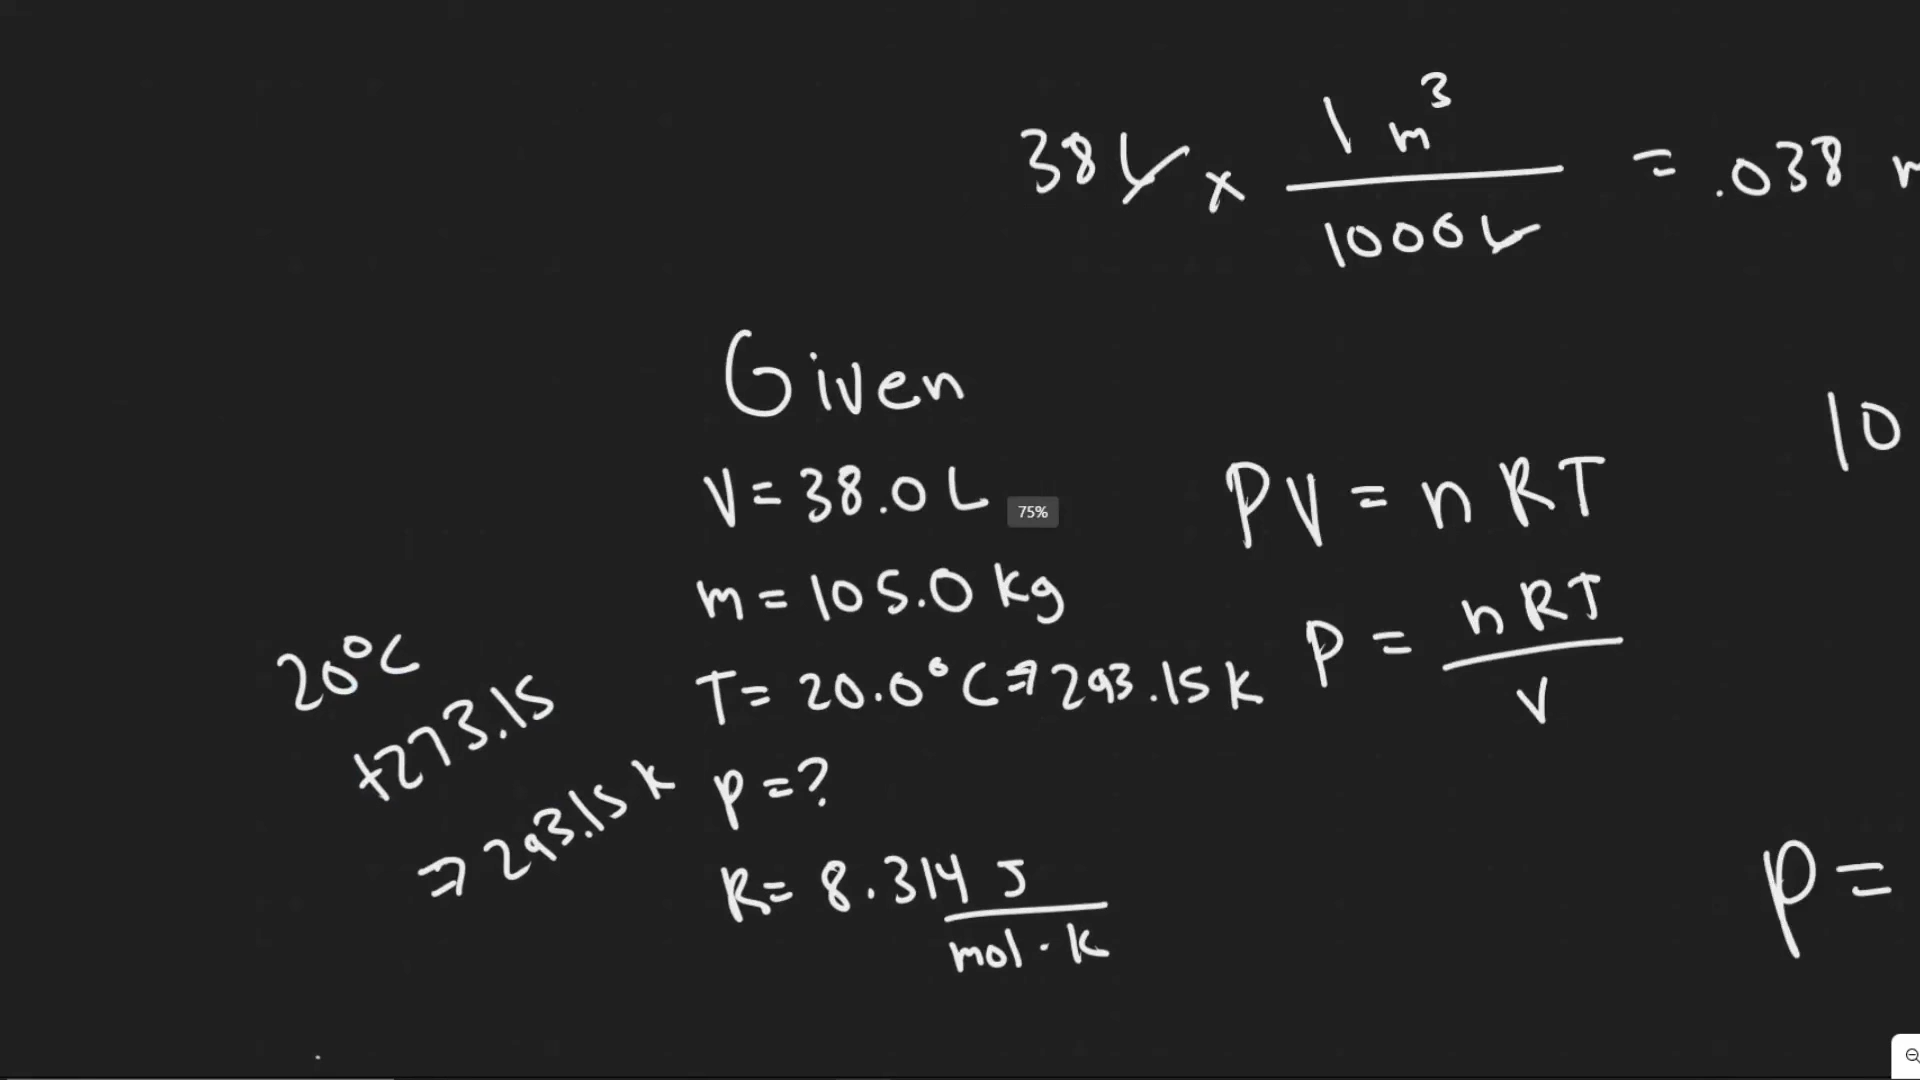 38L x 1 m³ / 1000L = .038 m
Given
V = 38.0 L
75%
PV = nRT
10
m = 105.0 kg
P = nRT / V
20°C
+273.15
⇒ 293.15 K
T = 20.0°C ⇒ 293.15 K
P = ?
R = 8.314 J / mol · K
P =